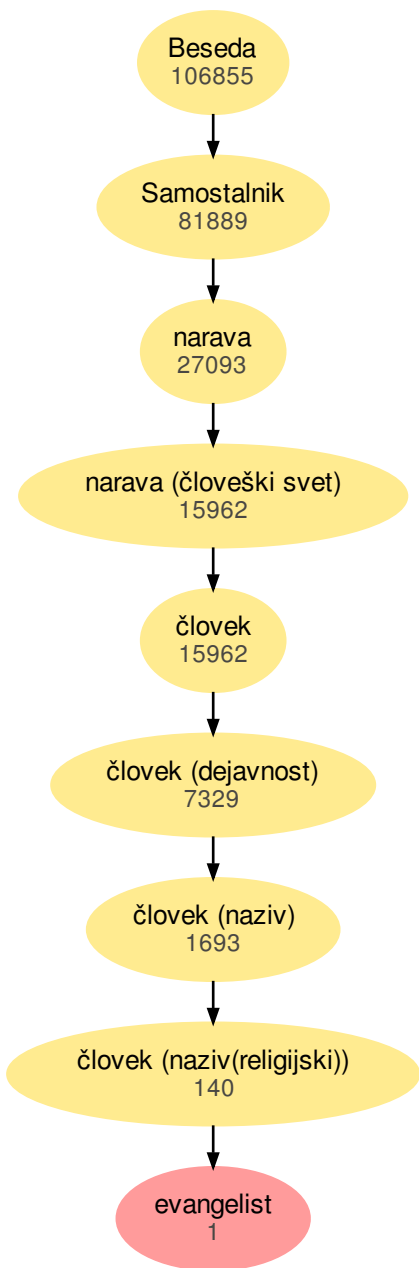 Beseda
106855
Samostalnik
81889
narava
27093
narava (človeški svet)
15962
človek
15962
človek (dejavnost)
7329
človek (naziv)
1693
človek (naziv(religijski))
140
evangelist
1